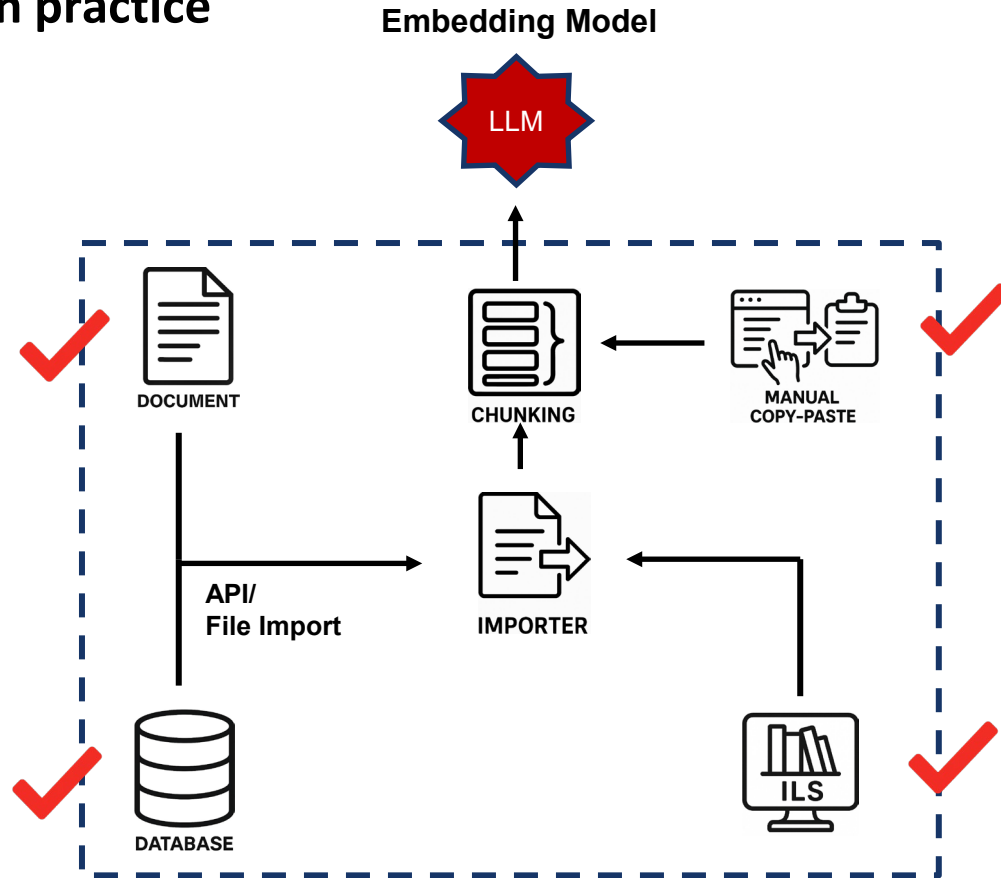 n practice
Embedding Model
LLM
DOCUMENT
CHUNKING
MANUAL
COPY-PASTE
API/
File Import
IMPORTER
ILS
DATABASE